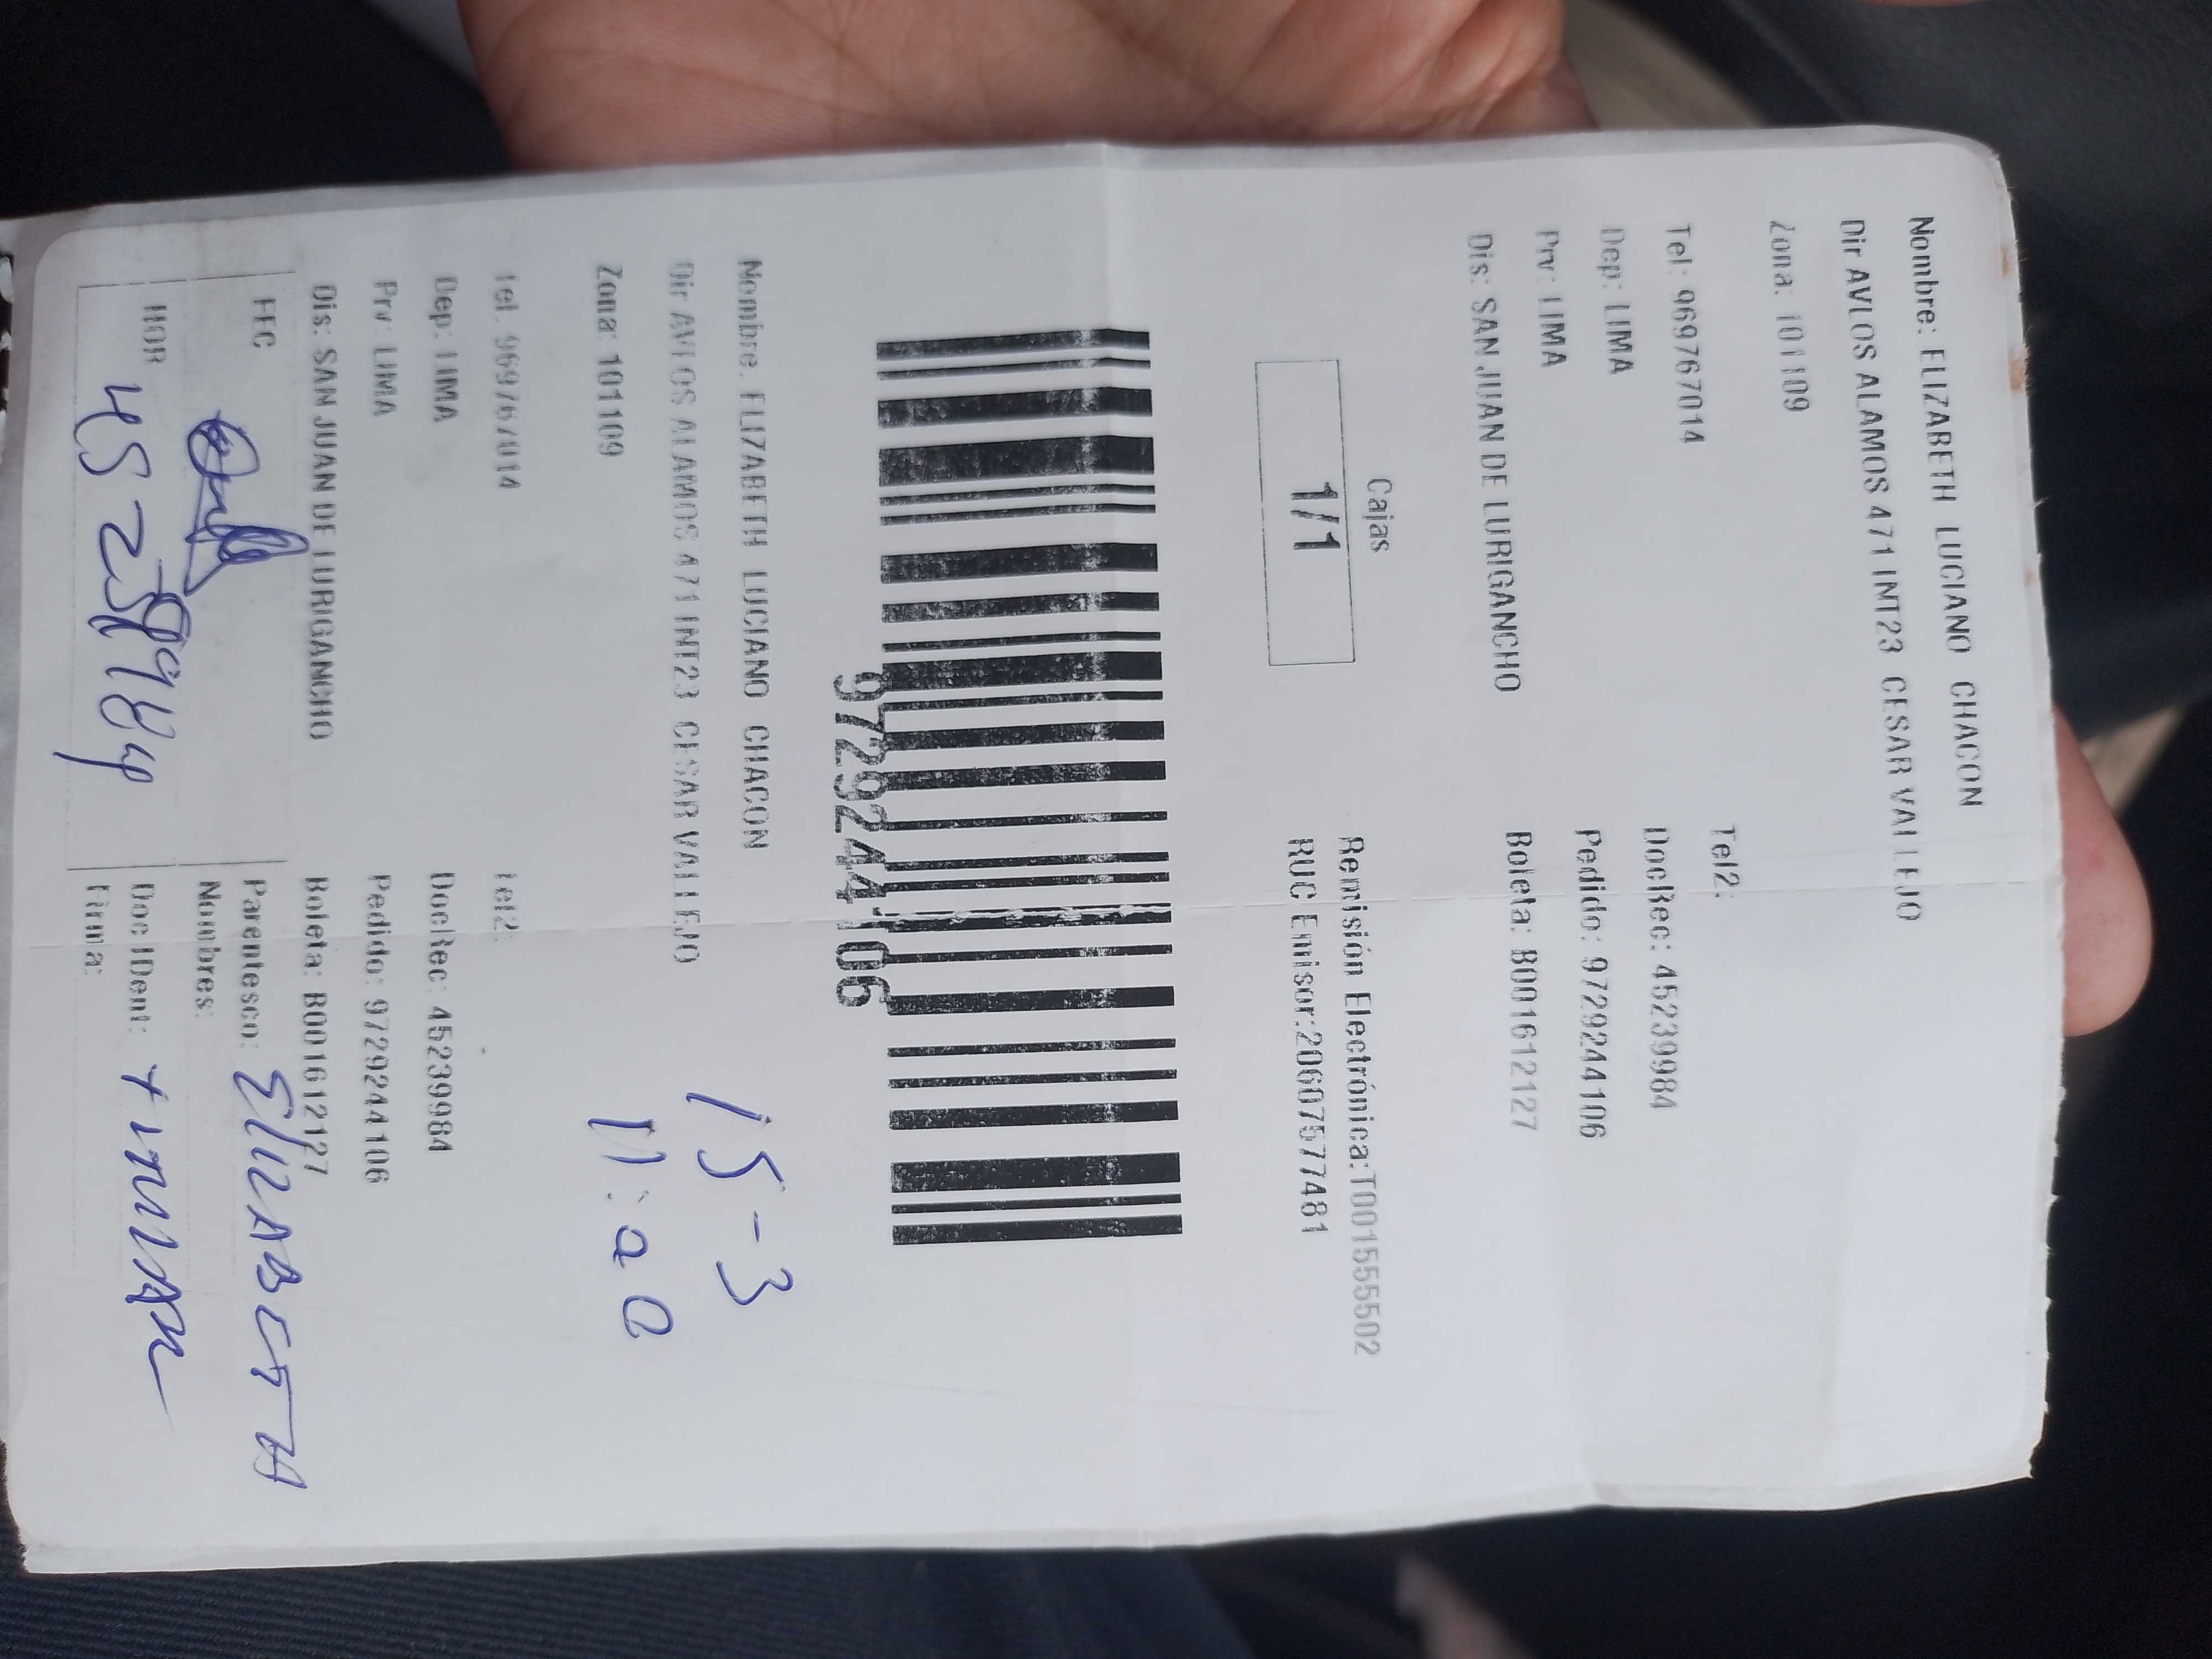 Nombre: ELIZABETH LUCIANO CHACON
Dir AVLOS ALAMOS 471 INT23 CESAR VALLEJO
Zona: 101109
Tel: 969767014 Tel2:
Dep: LIMA DocRec: 45239984
Prv: LIMA Pedido: 9729244106
Dis: SAN JUAN DE LURIGANCHO Boleta: B001612127
Cajas
1/1
Remisión Electrónica:T001555502
RUC Emisor:20607577481
9729244106
Nombre: ELIZABETH LUCIANO CHACON
Dir AVLOS ALAMOS 471 INT23 CESAR VALLEJO
15-3
Zona: 101109
11:20
Tel: 969767014 Tel2:
Dep: LIMA DocRec: 45239984
Prv: LIMA Pedido: 9729244106
Dis: SAN JUAN DE LURIGANCHO Boleta: B001612127
FEC Parentesco: ELIZABETH
Nombres:
HOR 45239984 Doc IDent:
Firma: